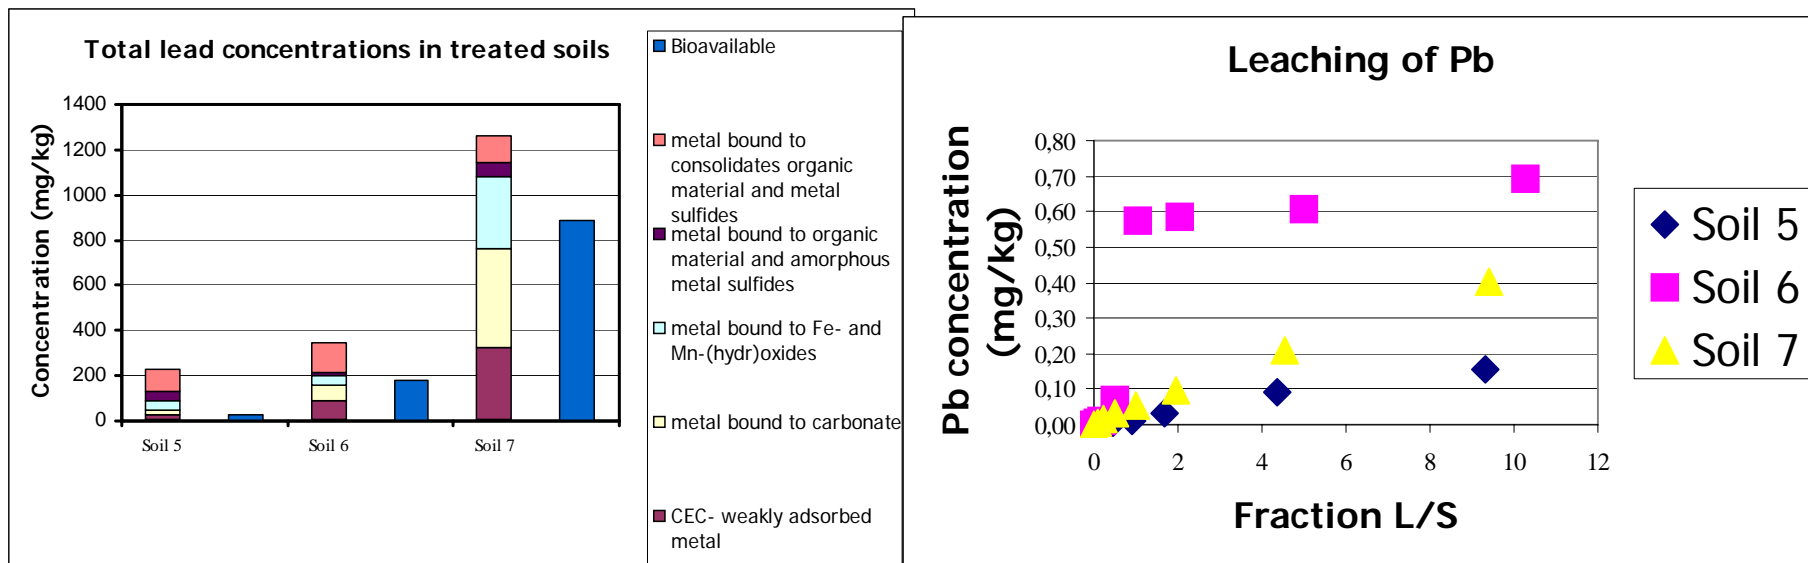 Total lead concentrations in treated soils
Concentration (mg/kg)
1400
1200
1000
800
600
400
200
0
Soil 5
Soil 6
Soil 7
Bioavailable
metal bound to
consolidates organic
material and metal
sulfides
metal bound to organic
material and amorphous
metal sulfides
metal bound to Fe- and
Mn-(hydr)oxides
metal bound to carbonate
CEC- weakly adsorbed
metal
Leaching of Pb
Pb concentration
(mg/kg)
0,80
0,70
0,60
0,50
0,40
0,30
0,20
0,10
0,00
0 2 4 6 8 10 12
Fraction L/S
Soil 5
Soil 6
Soil 7